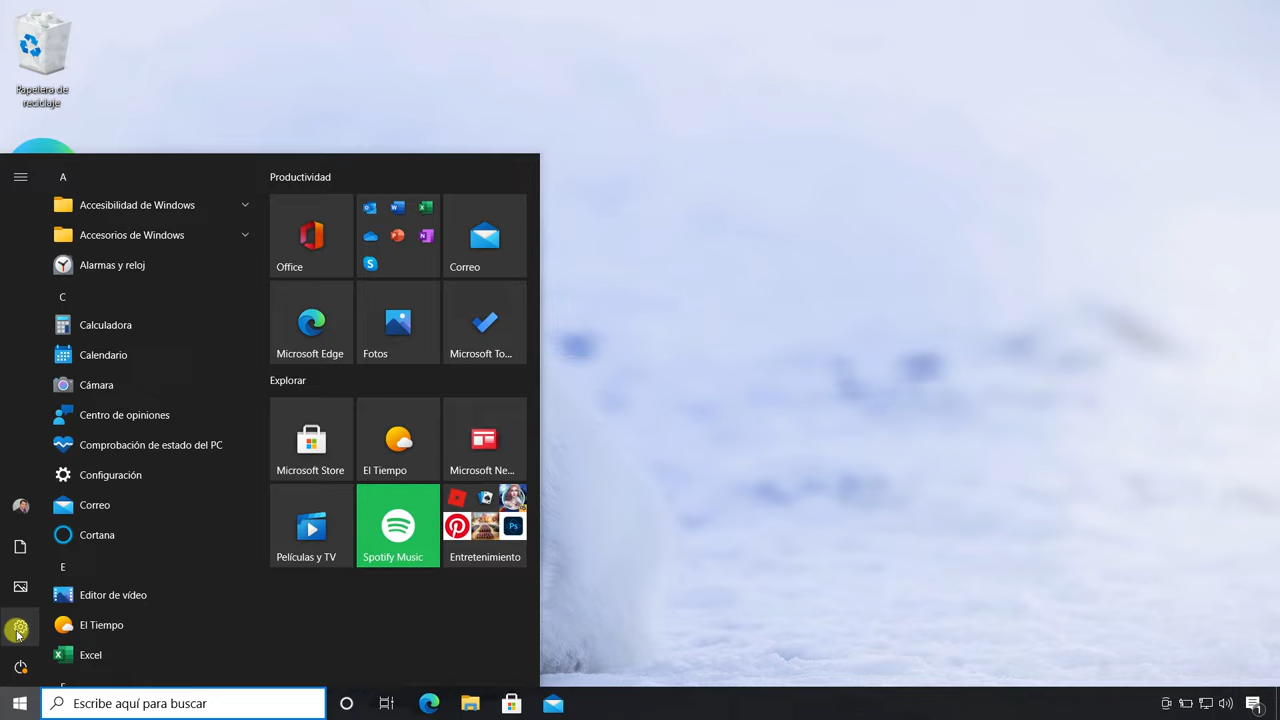 Papelera de
reciclaje
A
Accesibilidad de Windows
Accesorios de Windows
Alarmas y reloj
C
Calculadora
Calendario
Cámara
Centro de opiniones
Comprobación de estado del PC
Configuración
Correo
Cortana
E
Editor de vídeo
El Tiempo
Excel
Productividad
Office
Correo
Microsoft Edge
Fotos
Microsoft To...
Explorar
Microsoft Store
El Tiempo
Microsoft Ne...
Películas y TV
Spotify Music
Ps
Entretenimiento
Escribe aquí para buscar
1